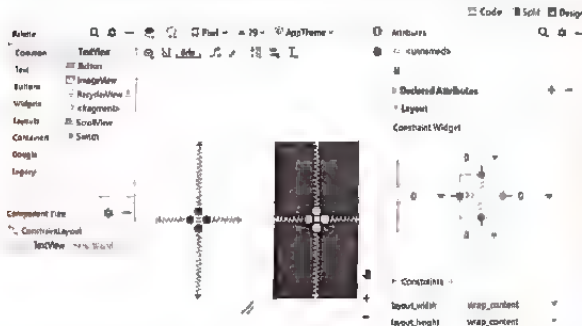 Code Split Design
Palette
Pixel 29 AppTheme
Attributes
Common
Text
Buttons
Widgets
Layouts
Containers
Google
Legacy
TextView
Button
ImageView
RecyclerView
<fragment>
ScrollView
Switch
<unnamed>
Declared Attributes
Layout
Constraint Widget
0
0
0
0
Component Tree
ConstraintLayout
TextView
Constraints
layout_width wrap_content
layout_height wrap_content